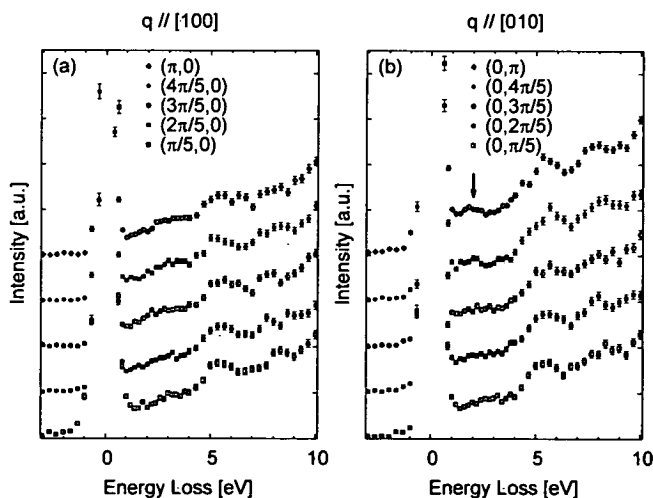 q // [100]
q // [010]
(a)
(π,0)
(4π/5,0)
(3π/5,0)
(2π/5,0)
(π/5,0)
Intensity [a.u.]
0
5
10
Energy Loss [eV]
(b)
(0,π)
(0,4π/5)
(0,3π/5)
(0,2π/5)
(0,π/5)
Intensity [a.u.]
0
5
10
Energy Loss [eV]